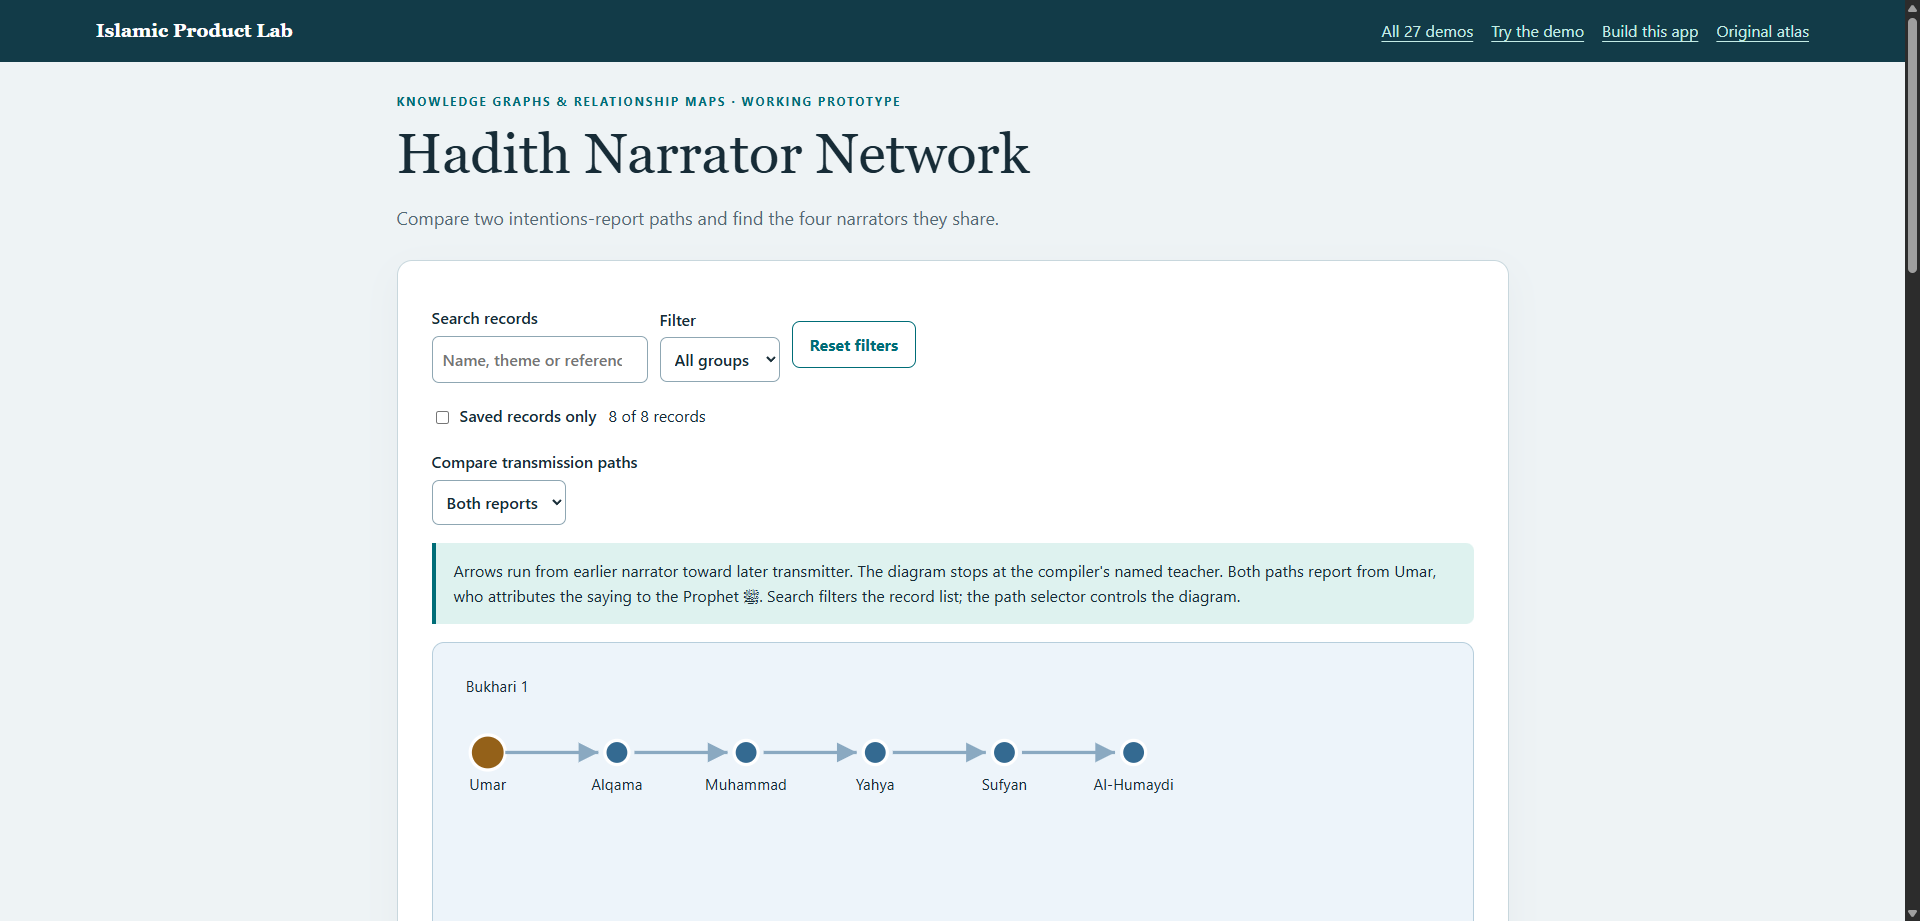 Islamic Product Lab
All 27 demos
Try the demo
Build this app
Original atlas
KNOWLEDGE GRAPHS & RELATIONSHIP MAPS · WORKING PROTOTYPE
Hadith Narrator Network
Compare two intentions-report paths and find the four narrators they share.
Search records
Filter
Name, theme or referenc
All groups
Reset filters
Saved records only
8 of 8 records
Compare transmission paths
Both reports
Arrows run from earlier narrator toward later transmitter. The diagram stops at the compiler's named teacher. Both paths report from Umar,
who attributes the saying to the Prophet ﷺ. Search filters the record list; the path selector controls the diagram.
Bukhari 1
Umar
Alqama
Muhammad
Yahya
Sufyan
Al-Humaydi